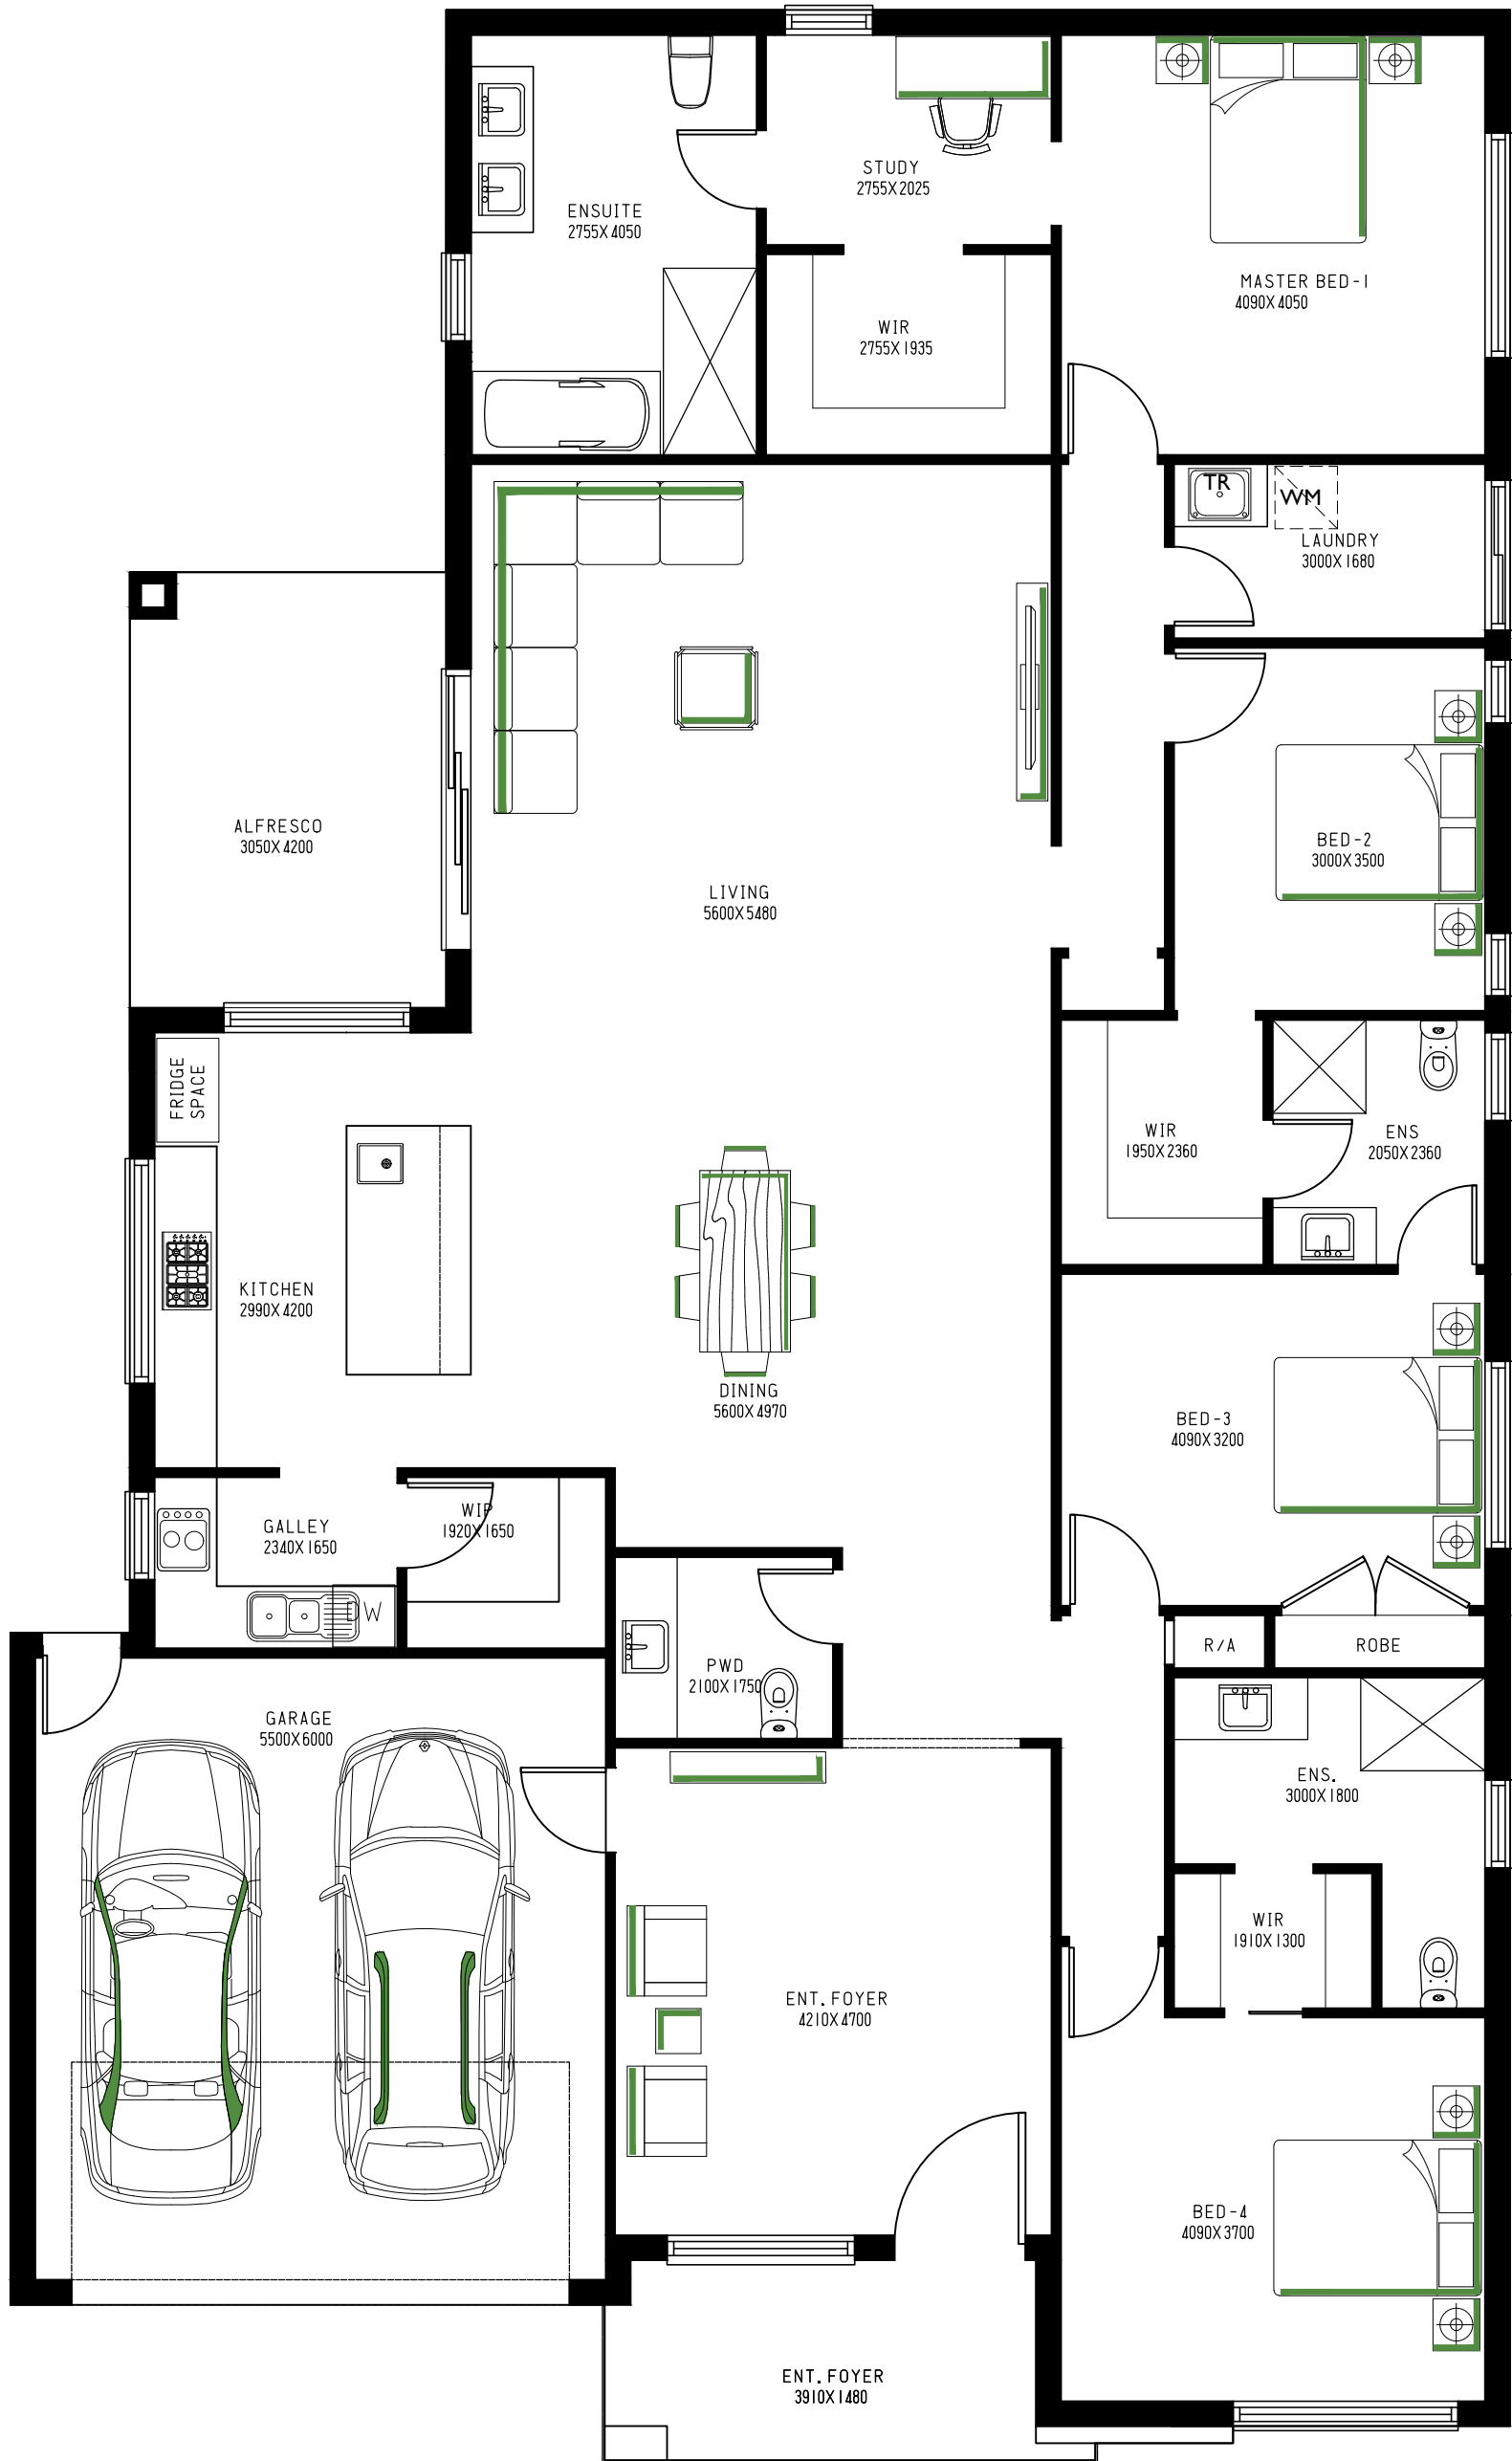 STUDY
2755X2025
ENSUITE
2755X4050
MASTER BED-1
4090X4050
WIR
2755X1935
TR
WM
LAUNDRY
3000X1680
ALFRESCO
3050X4200
BED-2
3000X3500
LIVING
5600X5480
FRIDGE
SPACE
WIR
1950X2360
ENS
2050X2360
KITCHEN
2990X4200
DINING
5600X4970
BED-3
4090X3200
GALLEY
2340X1650
WIP
1920X1650
DW
PWD
2100X1750
R/A
ROBE
GARAGE
5500X6000
ENS.
3000X1800
WIR
1910X1300
ENT. FOYER
4210X4700
BED-4
4090X3700
ENT. FOYER
3910X1480